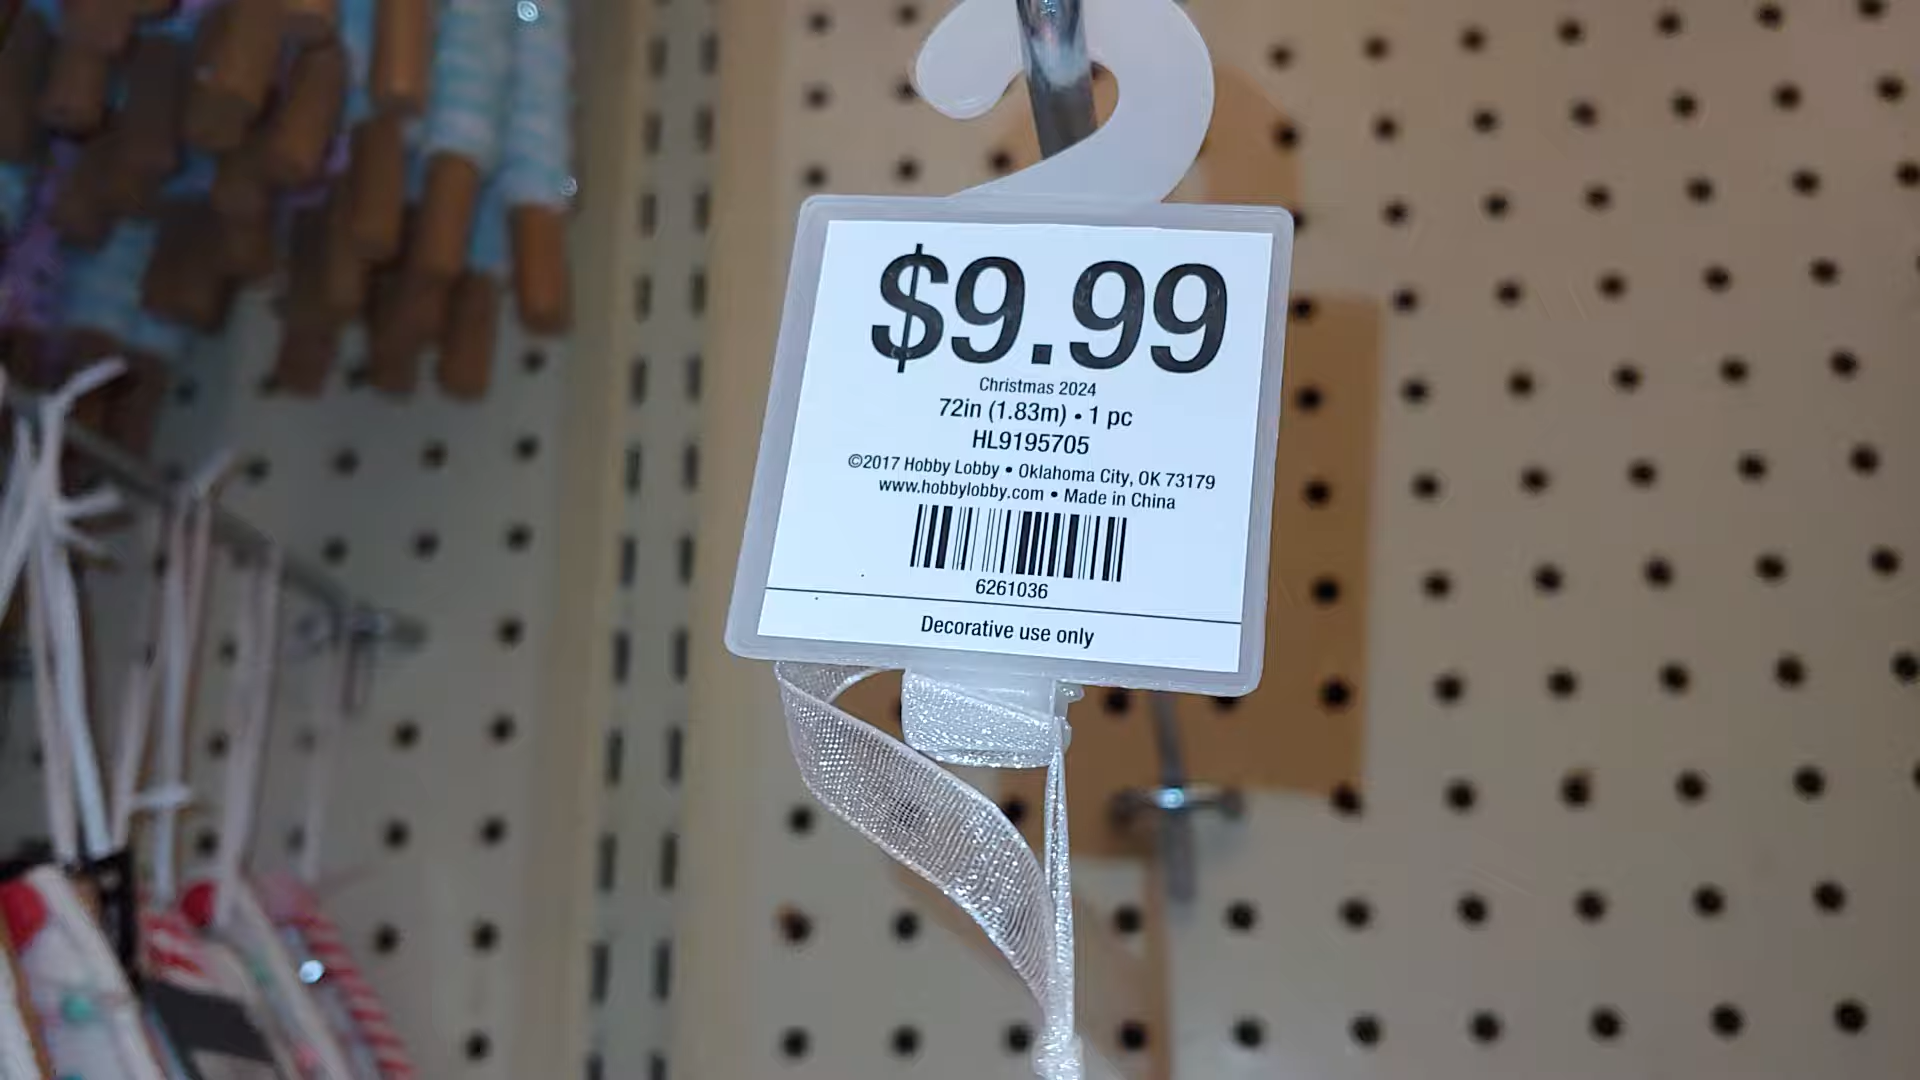 $9.99
Christmas 2024
72in (1.83m) • 1 pc
HL9195705
©2017 Hobby Lobby • Oklahoma City, OK 73179
www.hobbylobby.com • Made in China
6261036
Decorative use only